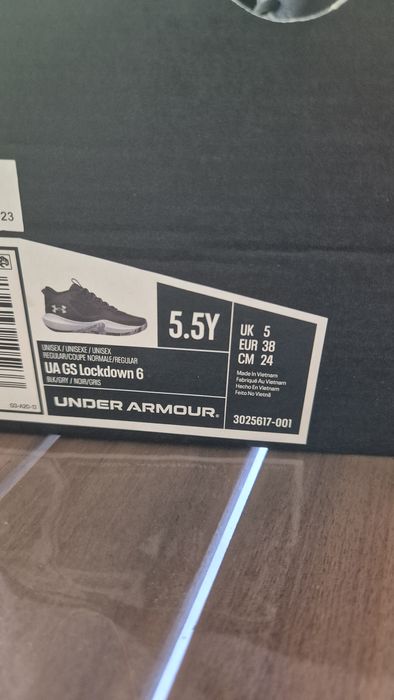 23
5.5Y
UK 5
EUR 38
CM 24
Made in Vietnam
Fabriqué Au Vietnam
Hecho En Vietnam
Feito No Vietnã
UNISEX / UNISEXE / UNISEX
REGULAR/COUPE NORMALE/REGULAR
UA GS Lockdown 6
BLK/GRY / NOIR/GRIS
UNDER ARMOUR®
3025617-001